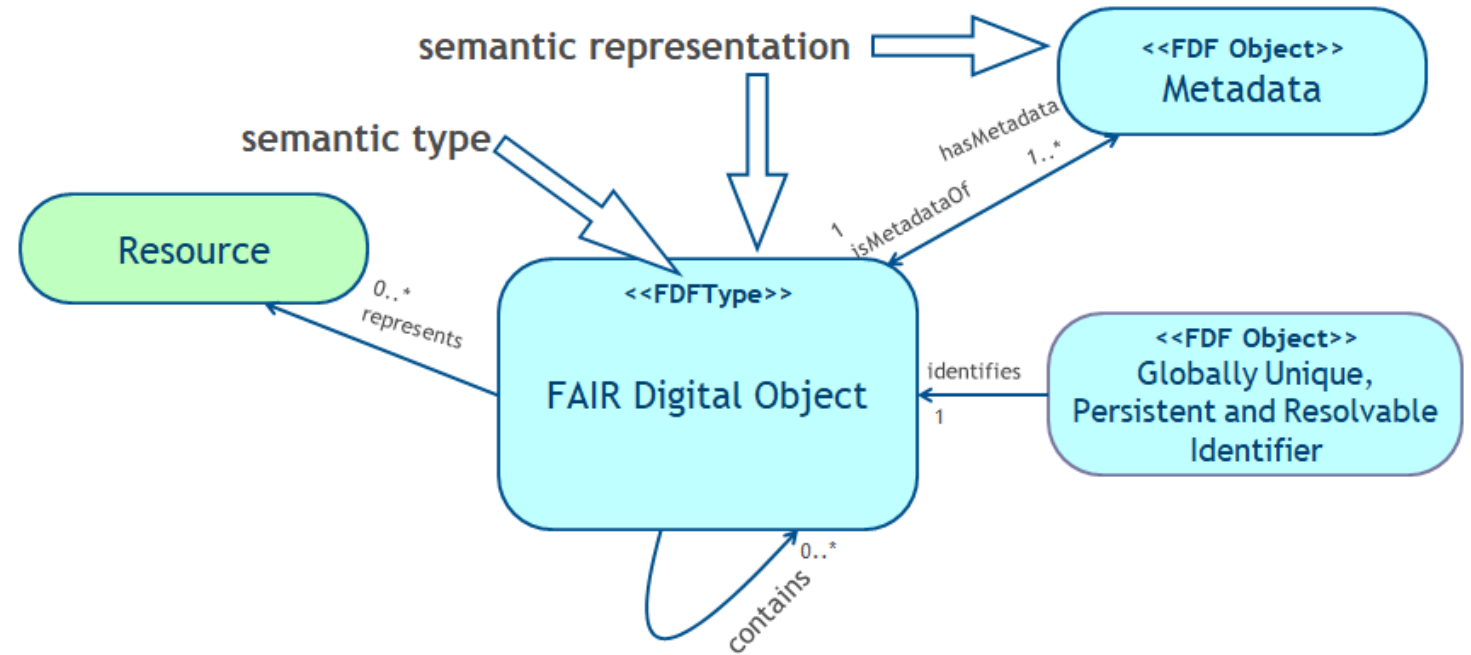 semantic representation
<<FDF Object>>
Metadata
hasMetadata
1..*
semantic type
1
isMetadataOf
Resource
0..*
represents
<<FDFType>>
FAIR Digital Object
identifies
1
<<FDF Object>>
Globally Unique,
Persistent and Resolvable
Identifier
0..*
contains